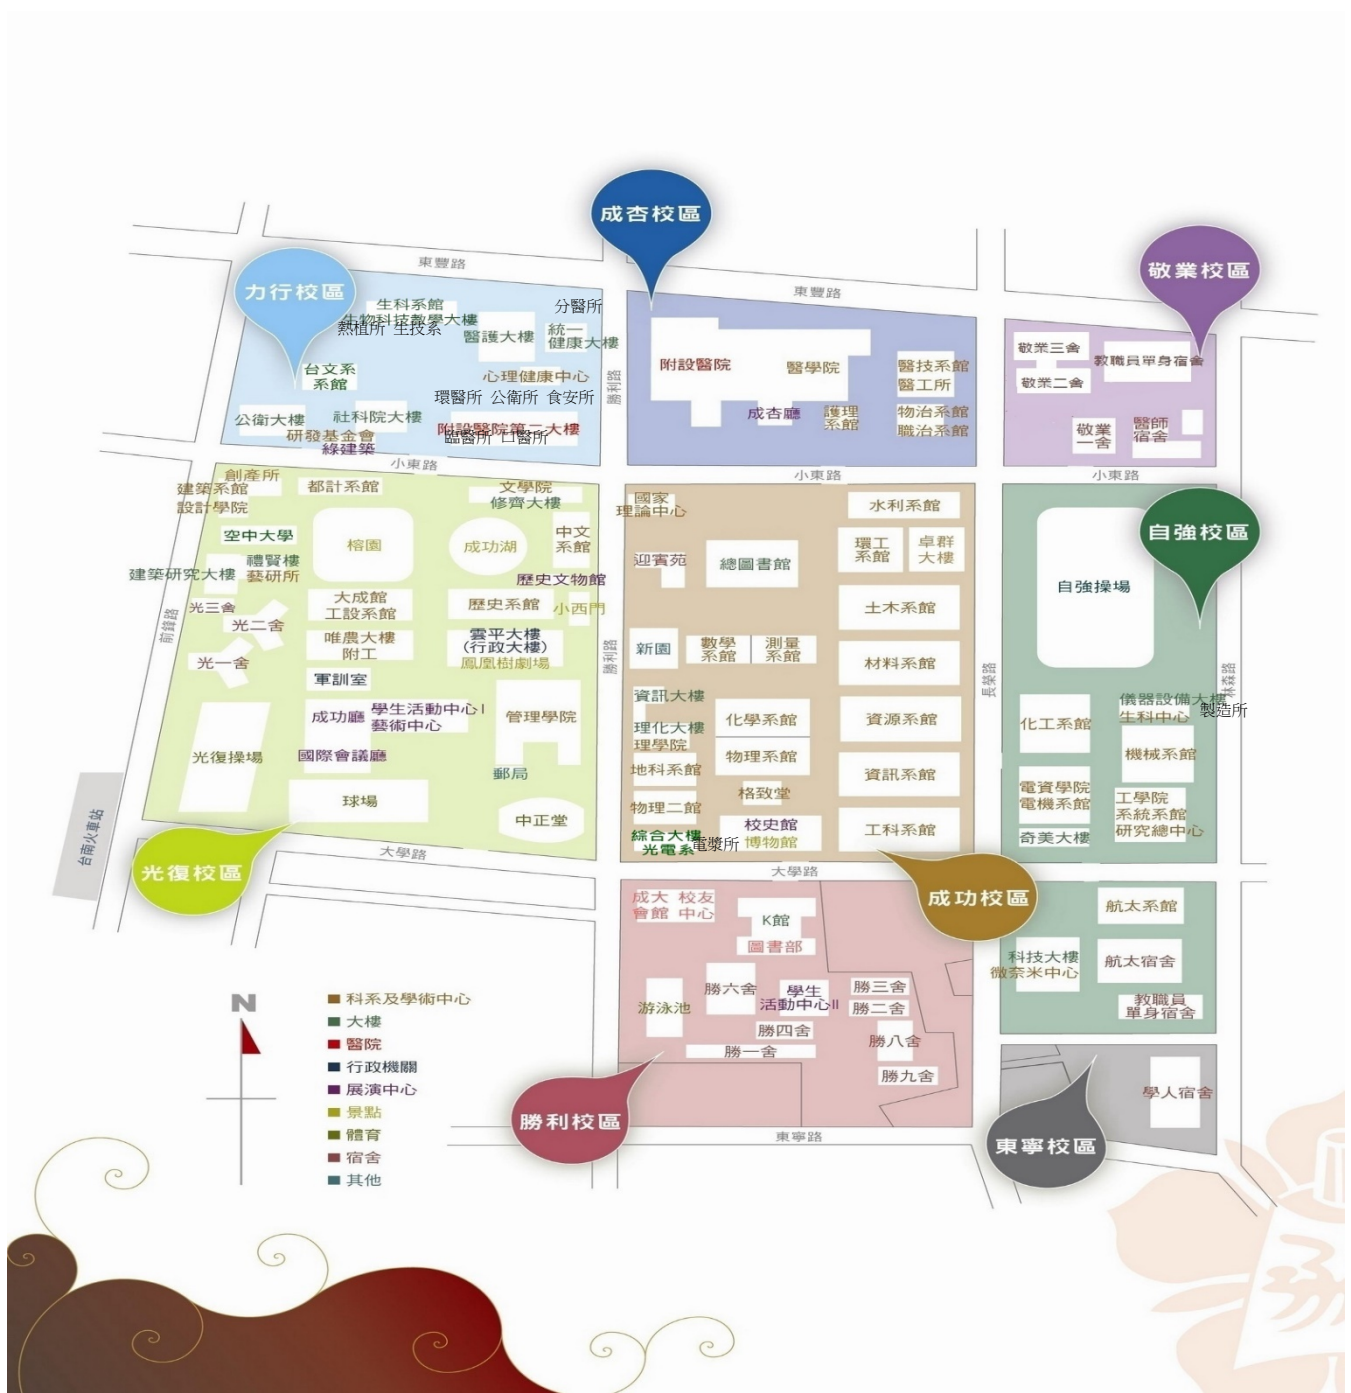 成杏校區
敬業校區
力行校區
東豐路
東豐路
生科系館
生物科技教學大樓
熱植所 生技系
分醫所
醫護大樓
統一
健康大樓
台文系
系館
心理健康中心
環醫所 公衛所 食安所
公衛大樓
社科院大樓
研發基金會
綠建築
附設醫院第二大樓
臨醫所 口醫所
勝利路
附設醫院
醫學院
醫技系館
醫工所
成杏廳
護理
系館
物治系館
職治系館
敬業三舍
敬業二舍
教職員單身宿舍
敬業
一舍
醫師
宿舍
小東路
小東路
小東路
創產所
建築系館
設計學院
都計系館
文學院
修齊大樓
空中大學
榕園
成功湖
中文
系館
建築研究大樓
禮賢樓
藝研所
歷史文物館
光三舍
大成館
工設系館
歷史系館
小西門
光二舍
唯農大樓
附工
雲平大樓
(行政大樓)
鳳凰樹劇場
前鋒路
光一舍
軍訓室
成功廳
學生活動中心I
藝術中心
管理學院
光復操場
國際會議廳
郵局
球場
中正堂
台南火車站
光復校區
大學路
勝利路
國家
理論中心
水利系館
迎賓苑
總圖書館
環工
系館
卓群
大樓
土木系館
新園
數學
系館
測量
系館
材料系館
資訊大樓
化學系館
資源系館
理化大樓
理學院
地科系館
物理系館
資訊系館
物理二館
格致堂
綜合大樓
光電系
電漿所
校史館
博物館
工科系館
長榮路
自強校區
自強操場
林森路
儀器設備大樓
生科中心
製造所
化工系館
機械系館
電資學院
電機系館
工學院
系統系館
研究總中心
奇美大樓
大學路
成功校區
成大
會館
校友
中心
K館
圖書部
航太系館
科技大樓
微奈米中心
航太宿舍
教職員
單身宿舍
游泳池
勝六舍
學生
活動中心II
勝三舍
勝二舍
勝四舍
勝一舍
勝八舍
勝九舍
學人宿舍
勝利校區
東寧路
東寧校區
N
科系及學術中心
大樓
醫院
行政機關
展演中心
景點
體育
宿舍
其他